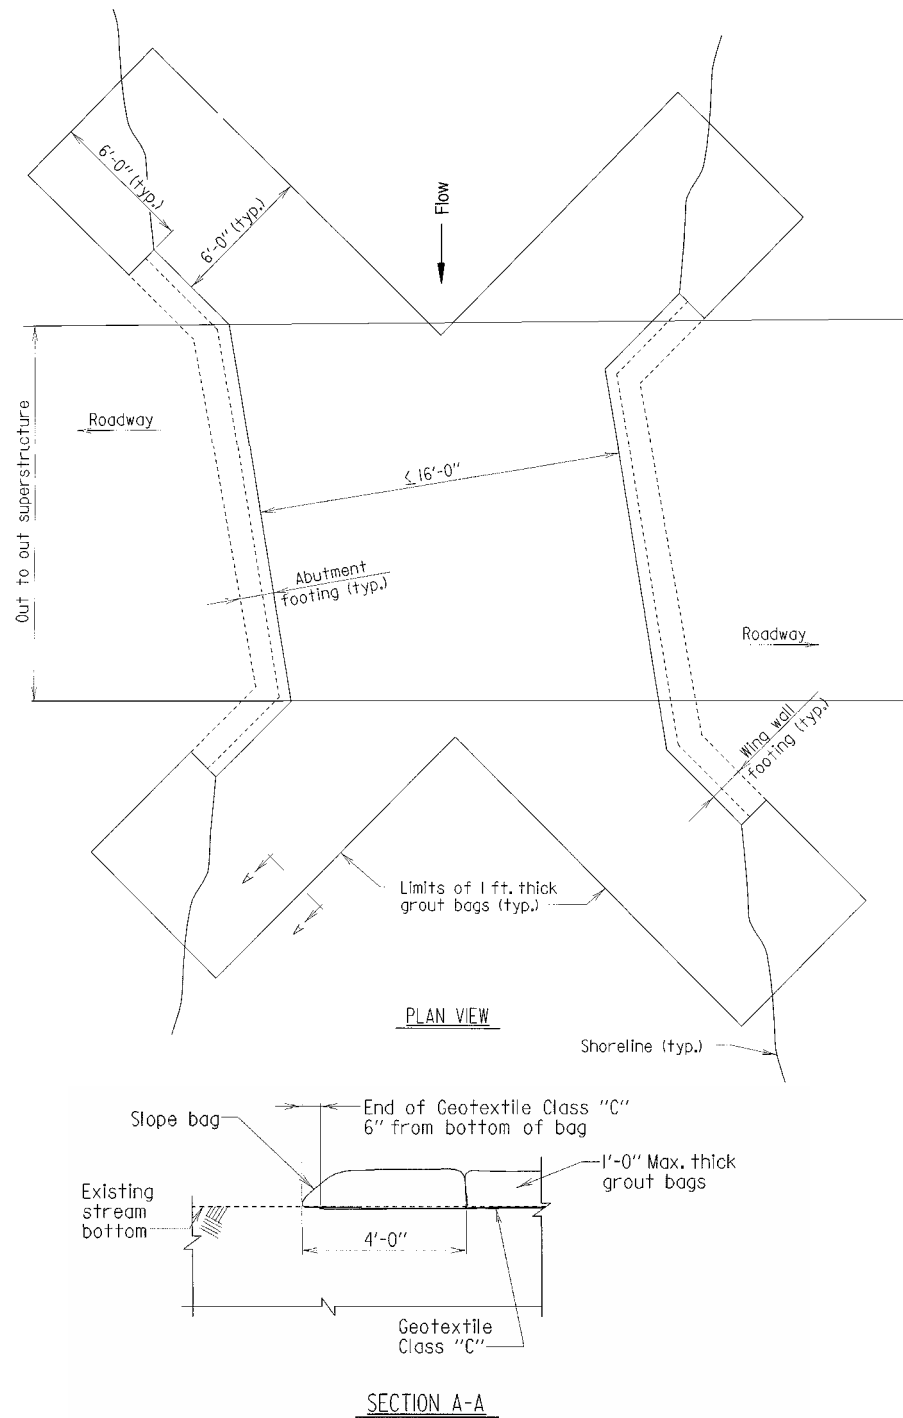 6'-0" (typ.)
6'-0" (typ.)
Flow
Roadway
Out to out superstricture
≤ 16'-0"
Abutment
footing (typ.)
Roadway
Wing wall
footing (typ.)
A
A
Limits of 1 ft. thick
grout bags (typ.)
PLAN VIEW
Shoreline (typ.)
End of Geotextile Class "C"
6" from bottom of bag
Slope bag
1'-0" Max. thick
grout bags
Existing
stream
bottom
4'-0"
Geotextile
Class "C"
SECTION A-A